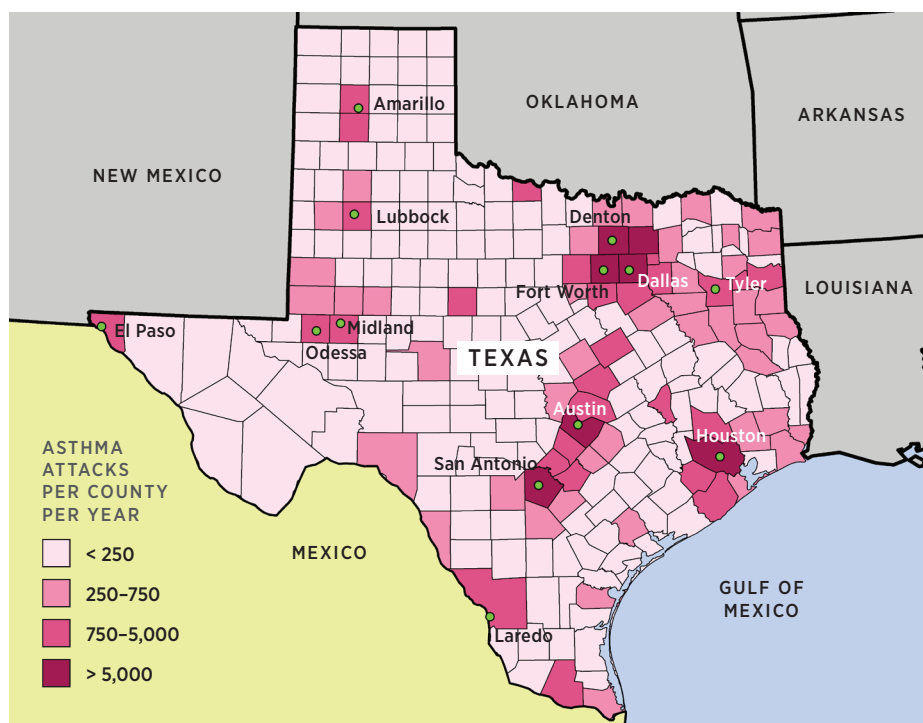 Amarillo
OKLAHOMA
ARKANSAS
NEW MEXICO
Lubbock
Denton
Dallas
Tyler
Fort Worth
LOUISIANA
El Paso
Midland
Odessa
TEXAS
Austin
Houston
San Antonio
ASTHMA
ATTACKS
PER COUNTY
PER YEAR
< 250
250–750
750–5,000
> 5,000
MEXICO
GULF OF
MEXICO
Laredo